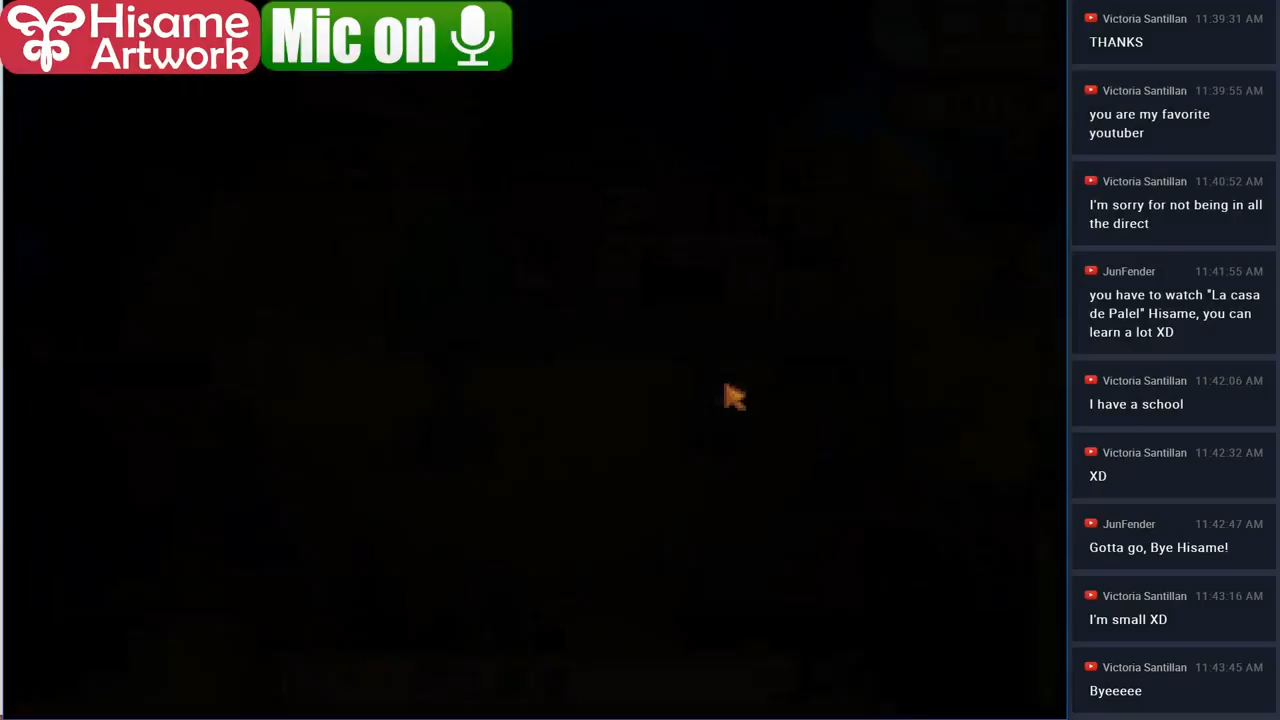 Hisame
Artwork
Mic on
Victoria Santillan 11:39:31 AM
THANKS
Victoria Santillan 11:39:55 AM
you are my favorite
youtuber
Victoria Santillan 11:40:52 AM
I'm sorry for not being in all
the direct
JunFender 11:41:55 AM
you have to watch "La casa
de Palel" Hisame, you can
learn a lot XD
Victoria Santillan 11:42:06 AM
I have a school
Victoria Santillan 11:42:32 AM
XD
JunFender 11:42:47 AM
Gotta go, Bye Hisame!
Victoria Santillan 11:43:16 AM
I'm small XD
Victoria Santillan 11:43:45 AM
Byeeeee